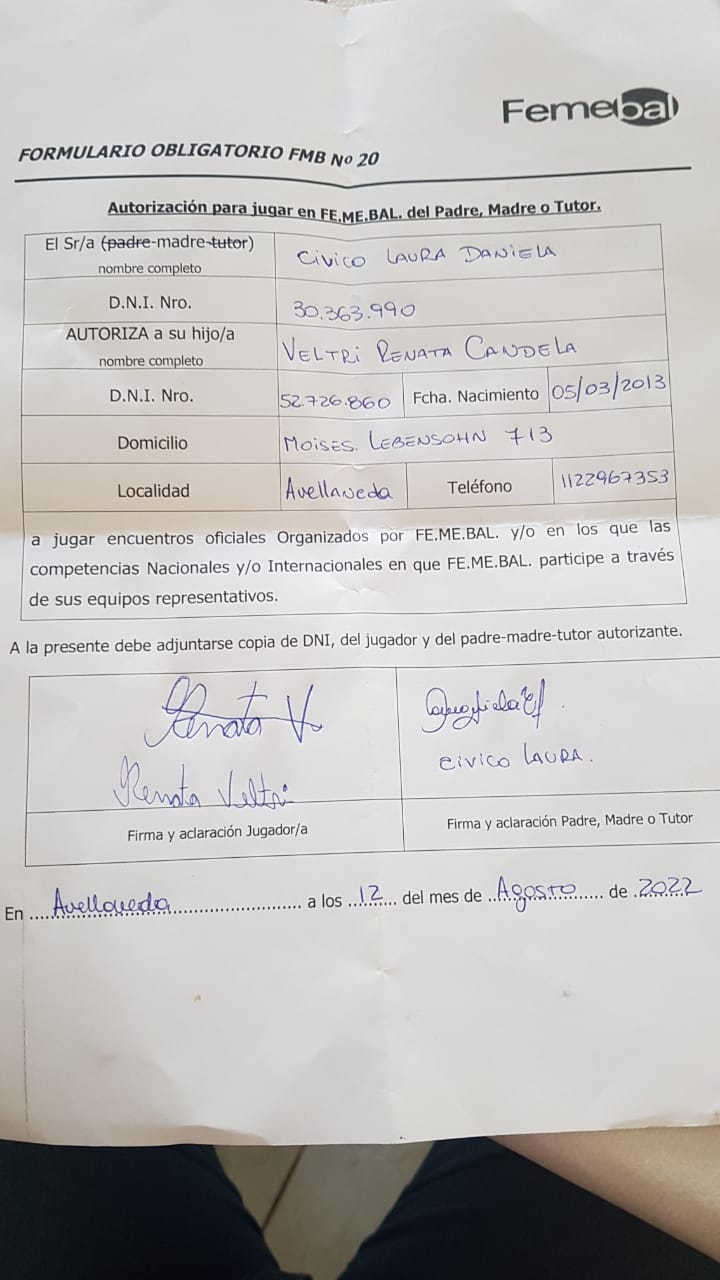 Femebal
FORMULARIO OBLIGATORIO FMB Nº 20
Autorización para jugar en FE.ME.BAL. del Padre, Madre o Tutor.
El Sr/a (padre-madre-tutor)
nombre completo
CIVICO LAURA DANIELA
D.N.I. Nro.
30.363.990
AUTORIZA a su hijo/a
nombre completo
VELTRI RENATA CANDELA
D.N.I. Nro.
52.726.860
Fcha. Nacimiento
05/03/2013
Domicilio
MOISES. LEBENSOHN 713
Localidad
Avellaneda
Teléfono
1122967353
a jugar encuentros oficiales Organizados por FE.ME.BAL. y/o en los que las
competencias Nacionales y/o Internacionales en que FE.ME.BAL. participe a través
de sus equipos representativos.
A la presente debe adjuntarse copia de DNI, del jugador y del padre-madre-tutor autorizante.
Renata V
Renata Veltri
CIVICO LAURA.
Firma y aclaración Jugador/a
Firma y aclaración Padre, Madre o Tutor
En Avellaneda a los 12 del mes de Agosto de 2022